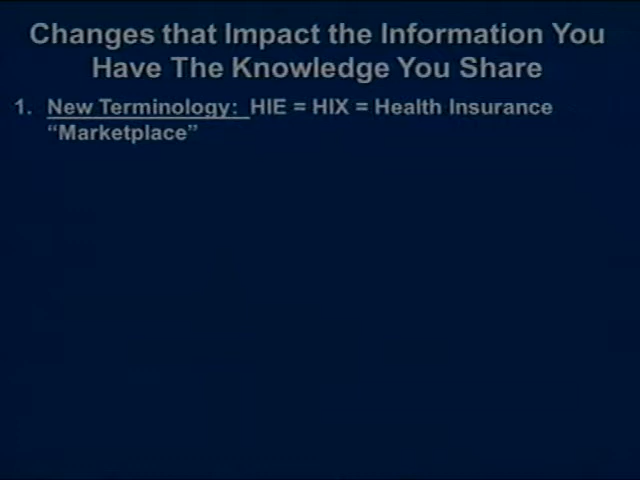 Changes that Impact the Information You
Have The Knowledge You Share
1. New Terminology: HIE = HIX = Health Insurance
“Marketplace”